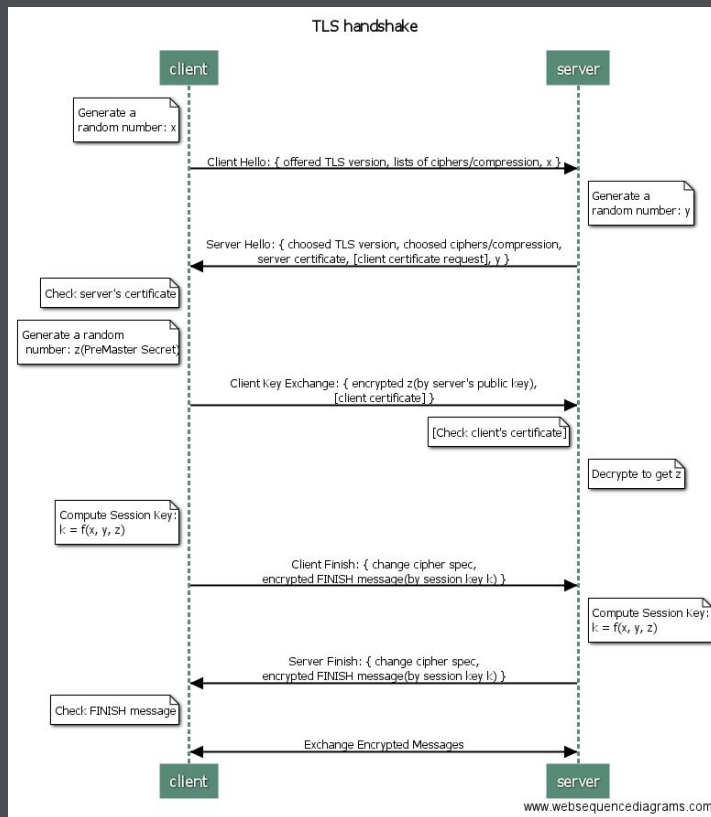 TLS handshake
client
server
Generate a
random number: x
Client Hello: { offered TLS version, lists of ciphers/compression, x }
Generate a
random number: y
Server Hello: { choosed TLS version, choosed ciphers/compression,
server certificate, [client certificate request], y }
Check server's certificate
Generate a random
number: z(PreMaster Secret)
Client Key Exchange: { encrypted z(by server's public key),
[client certificate] }
[Check client's certificate]
Decrypte to get z
Compute Session Key:
k = f(x, y, z)
Client Finish: { change cipher spec,
encrypted FINISH message(by session key k) }
Compute Session Key:
k = f(x, y, z)
Server Finish: { change cipher spec,
encrypted FINISH message(by session key k) }
Check FINISH message
Exchange Encrypted Messages
client
server
www.websequencediagrams.com